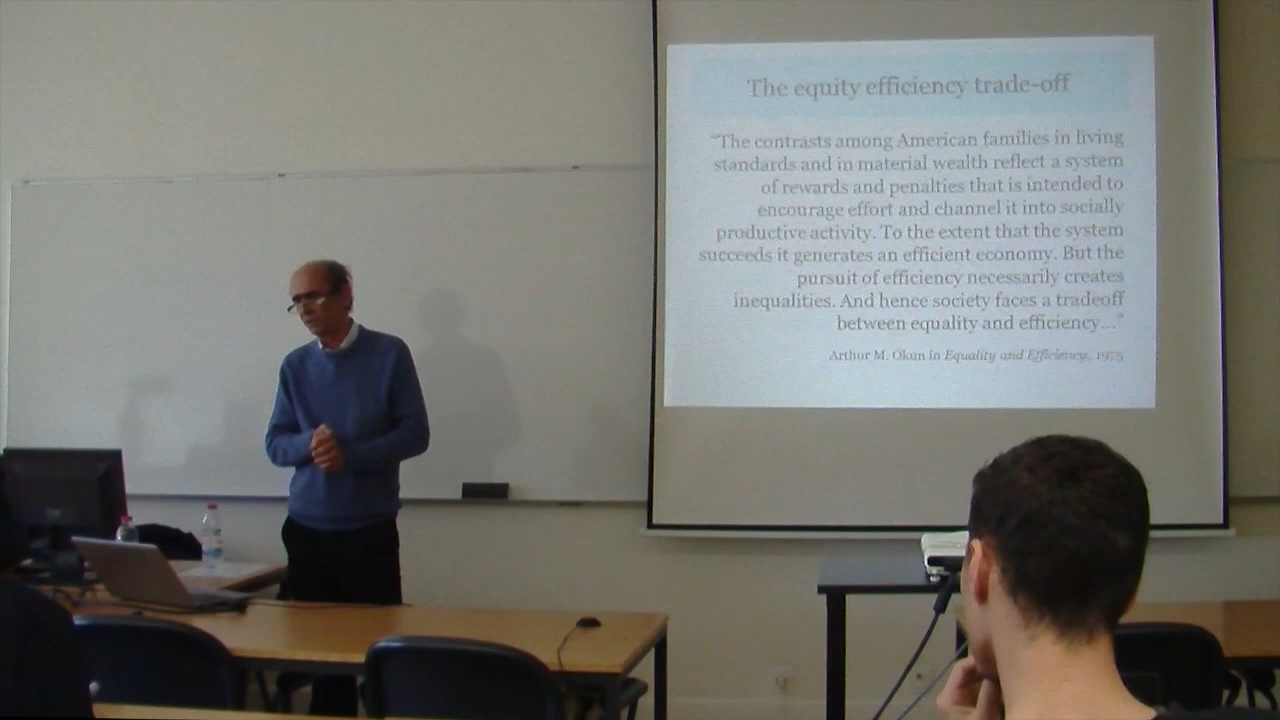 The equity efficiency trade-off
“The contrasts among American families in living
standards and in material wealth reflect a system
of rewards and penalties that is intended to
encourage effort and channel it into socially
productive activity. To the extent that the system
succeeds it generates an efficient economy. But the
pursuit of efficiency necessarily creates
inequalities. And hence society faces a tradeoff
between equality and efficiency...”
Arthur M. Okun in Equality and Efficiency, 1975